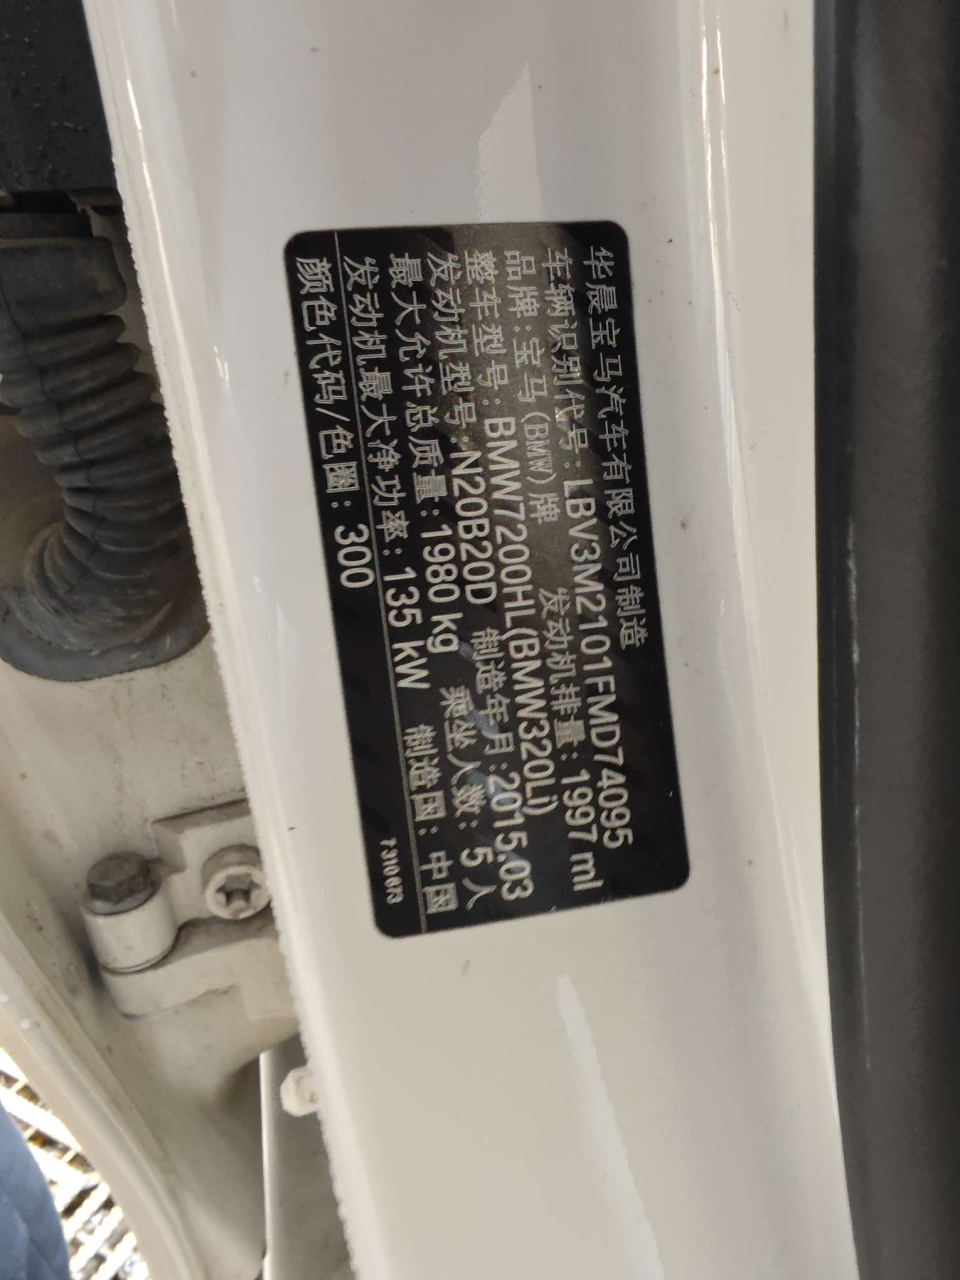 华晨宝马汽车有限公司制造
车辆识别代号:LBV3M2101FMD74095
品牌:宝马(BMW)牌 发动机排量:1997 ml
整车型号:BMW7200HL(BMW320Li)
发动机型号:N20B20D 制造年月:2015.03
最大允许总质量:1980 kg 乘坐人数:5人
发动机最大净功率:135 kW 制造国:中国
颜色代码/色圈:300 7310673